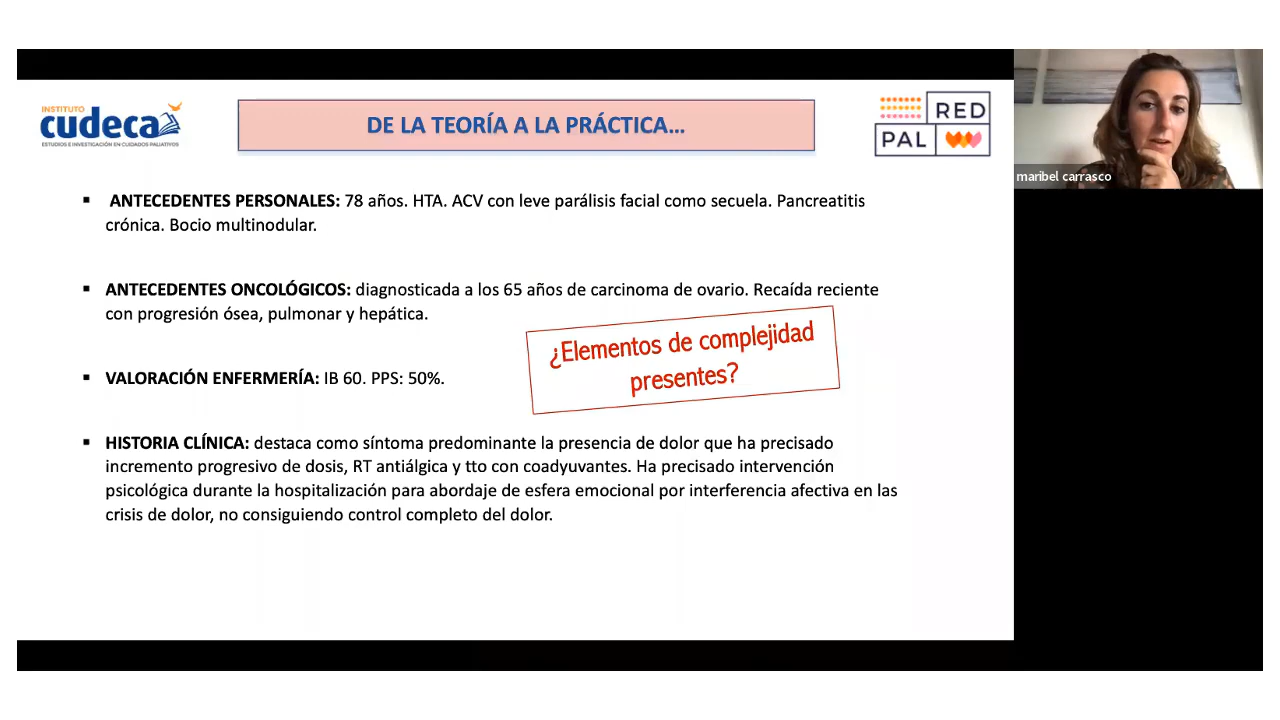 INSTITUTO
cudeca
ESTUDIOS E INVESTIGACIÓN EN CUIDADOS PALIATIVOS
DE LA TEORÍA A LA PRÁCTICA...
RED
PAL
maribel carrasco
▪ ANTECEDENTES PERSONALES: 78 años. HTA. ACV con leve parálisis facial como secuela. Pancreatitis
crónica. Bocio multinodular.
▪ ANTECEDENTES ONCOLÓGICOS: diagnosticada a los 65 años de carcinoma de ovario. Recaída reciente
con progresión ósea, pulmonar y hepática.
¿Elementos de complejidad
presentes?
▪ VALORACIÓN ENFERMERÍA: IB 60. PPS: 50%.
▪ HISTORIA CLÍNICA: destaca como síntoma predominante la presencia de dolor que ha precisado
incremento progresivo de dosis, RT antiálgica y tto con coadyuvantes. Ha precisado intervención
psicológica durante la hospitalización para abordaje de esfera emocional por interferencia afectiva en las
crisis de dolor, no consiguiendo control completo del dolor.